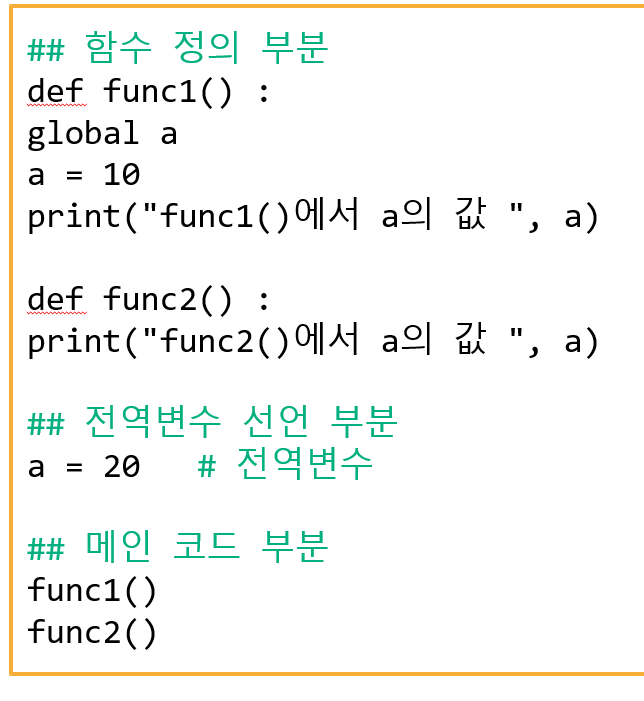 ## 함수 정의 부분
def func1() :
global a
a = 10
print("func1()에서 a의 값 ", a)
def func2() :
print("func2()에서 a의 값 ", a)
## 전역변수 선언 부분
a = 20   # 전역변수
## 메인 코드 부분
func1()
func2()